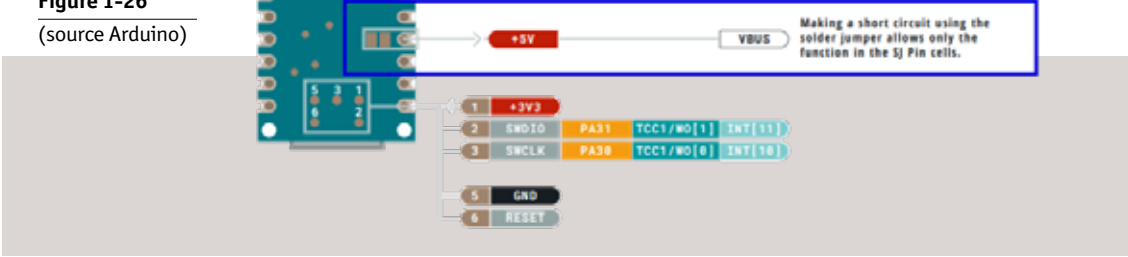 Figure 1-26
(source Arduino)
+5V
VBUS
Making a short circuit using the
solder jumper allows only the
function in the SJ Pin cells.
5 3 1
6 2
1 +3V3
2 SWDIO PA31 TCC1/WO[1] INT[11]
3 SWCLK PA30 TCC1/WO[0] INT[10]
5 GND
6 RESET